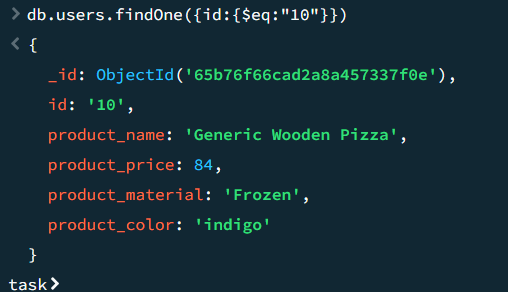 > db.users.findOne({id:{$eq:"10"}})
< {
_id: ObjectId('65b76f66cad2a8a457337f0e'),
id: '10',
product_name: 'Generic Wooden Pizza',
product_price: 84,
product_material: 'Frozen',
product_color: 'indigo'
}
task>